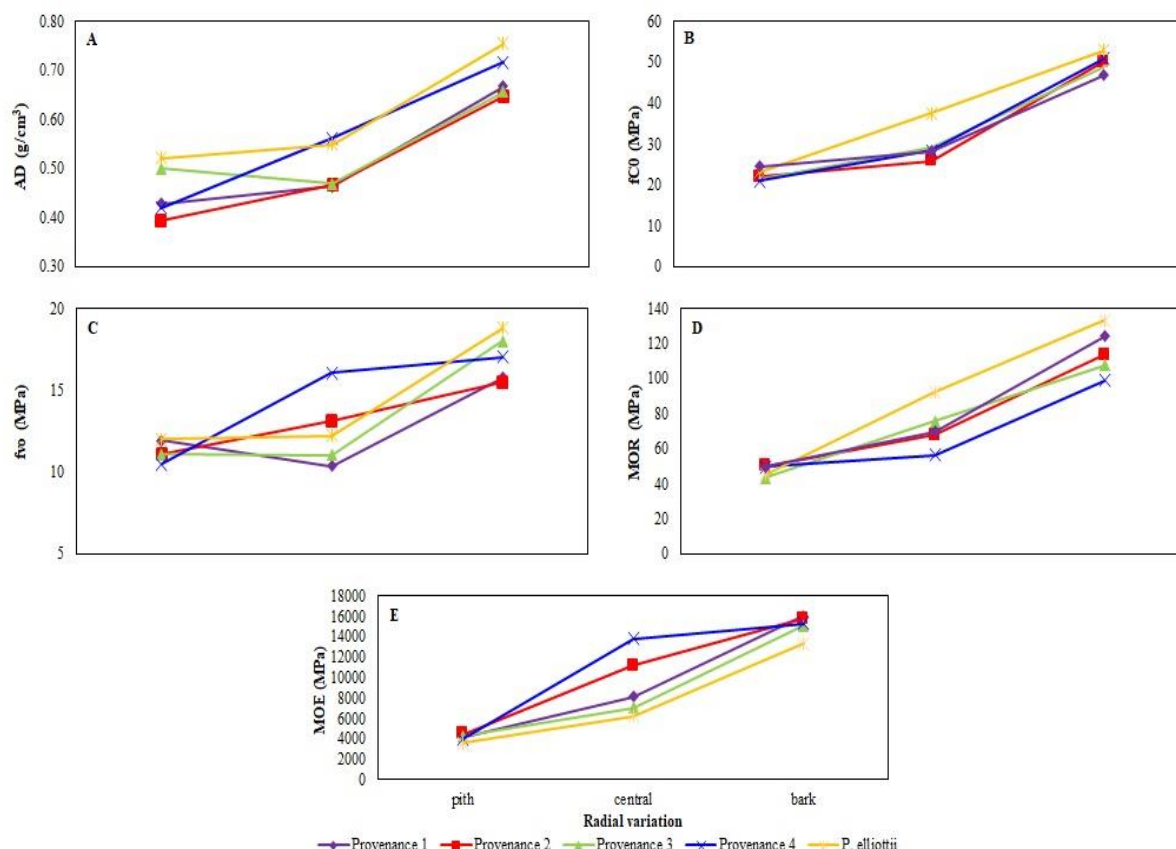 A
AD (g/cm³)
0.80
0.70
0.60
0.50
0.40
0.30
B
fC0 (MPa)
60
50
40
30
20
10
0
C
fvo (MPa)
20
15
10
5
D
MOR (MPa)
140
120
100
80
60
40
20
0
E
MOE (MPa)
18000
16000
14000
12000
10000
8000
6000
4000
2000
0
pith central bark
Radial variation
Provenance 1 Provenance 2 Provenance 3 Provenance 4 P. elliottii